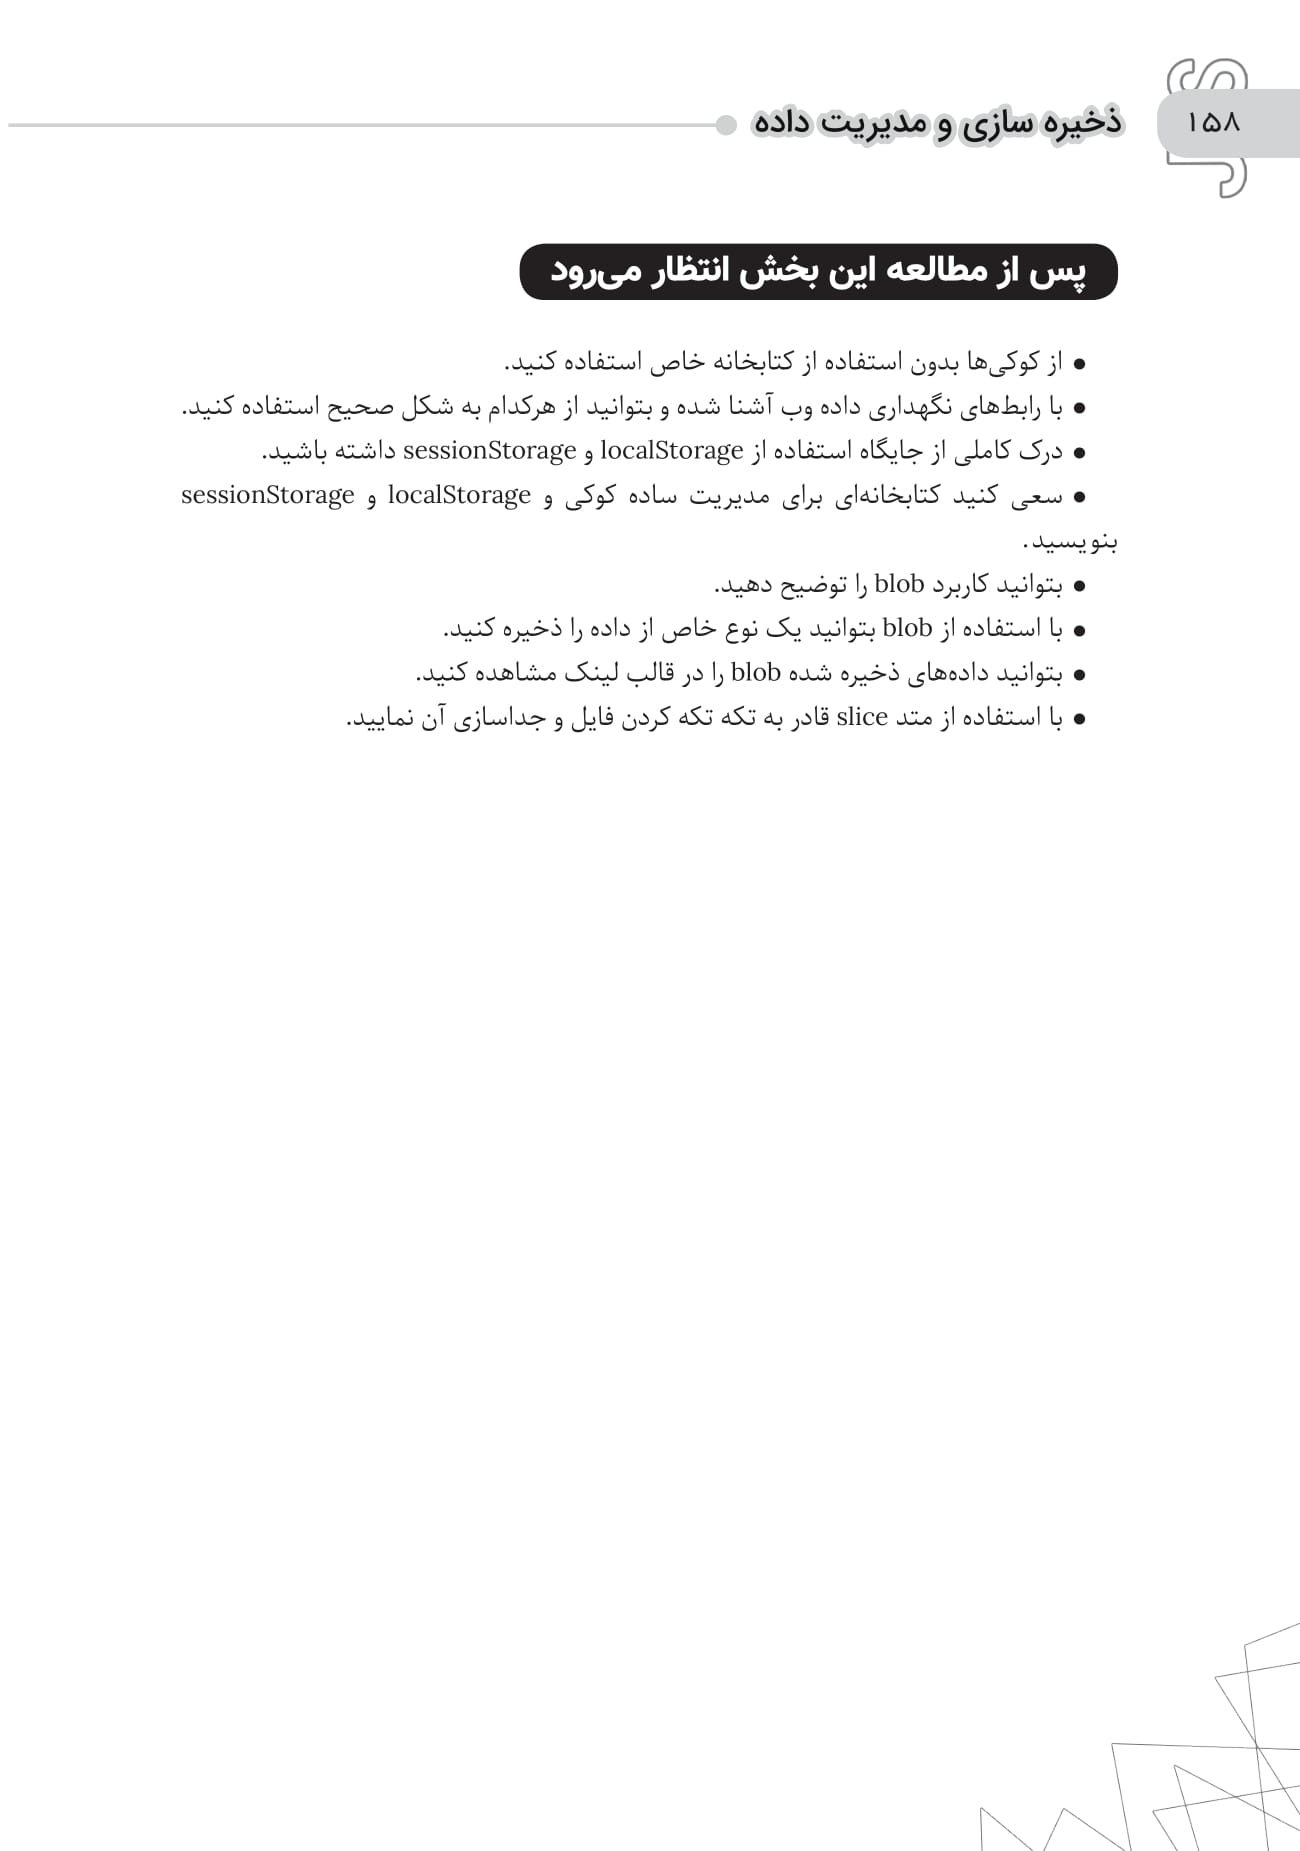 ۱۵۸
ذخیره سازی و مدیریت داده
پس از مطالعه این بخش انتظار می‌رود
● از کوکی‌ها بدون استفاده از کتابخانه خاص استفاده کنید.
● با رابط‌های نگهداری داده وب آشنا شده و بتوانید از هرکدام به شکل صحیح استفاده کنید.
● درک کاملی از جایگاه استفاده از localStorage و sessionStorage داشته باشید.
● سعی کنید کتابخانه‌ای برای مدیریت ساده کوکی و localStorage و sessionStorage
بنویسید.
● بتوانید کاربرد blob را توضیح دهید.
● با استفاده از blob بتوانید یک نوع خاص از داده را ذخیره کنید.
● بتوانید داده‌های ذخیره شده blob را در قالب لینک مشاهده کنید.
● با استفاده از متد slice قادر به تکه تکه کردن فایل و جداسازی آن نمایید.